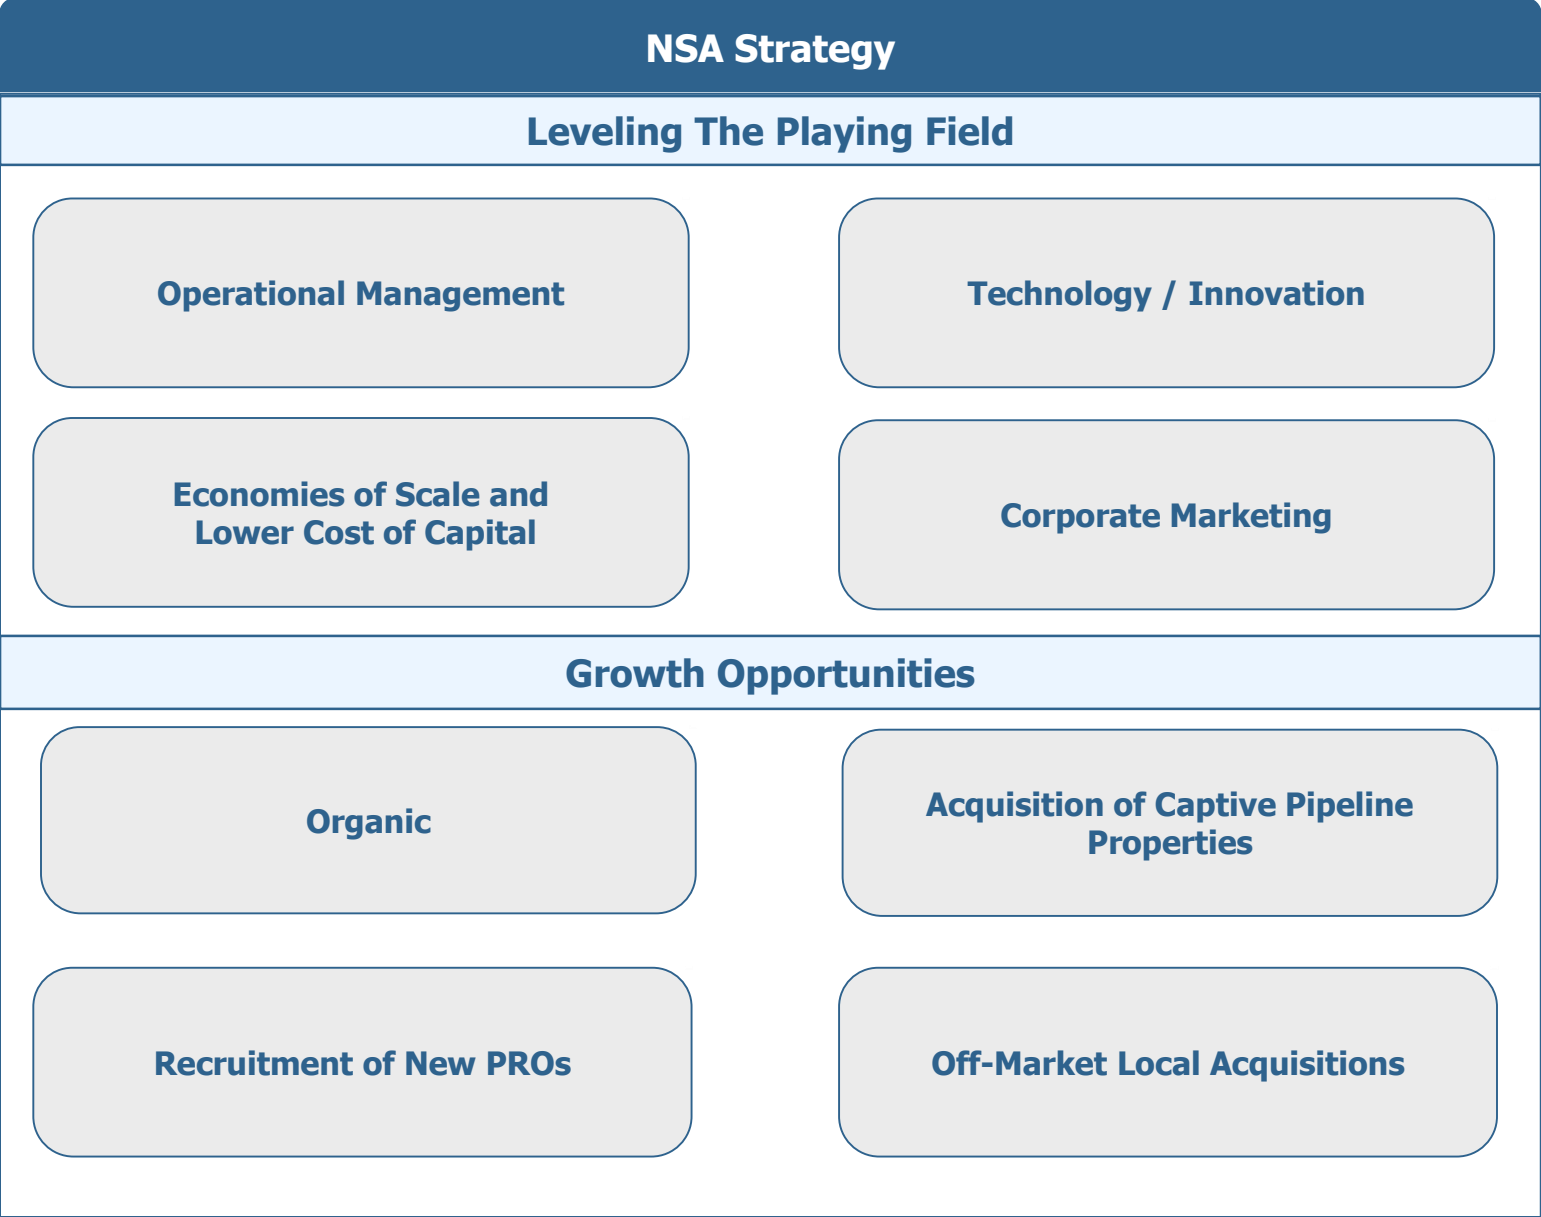 NSA Strategy
Leveling The Playing Field
Operational Management
Technology / Innovation
Economies of Scale and
Lower Cost of Capital
Corporate Marketing
Growth Opportunities
Organic
Acquisition of Captive Pipeline
Properties
Recruitment of New PROs
Off-Market Local Acquisitions